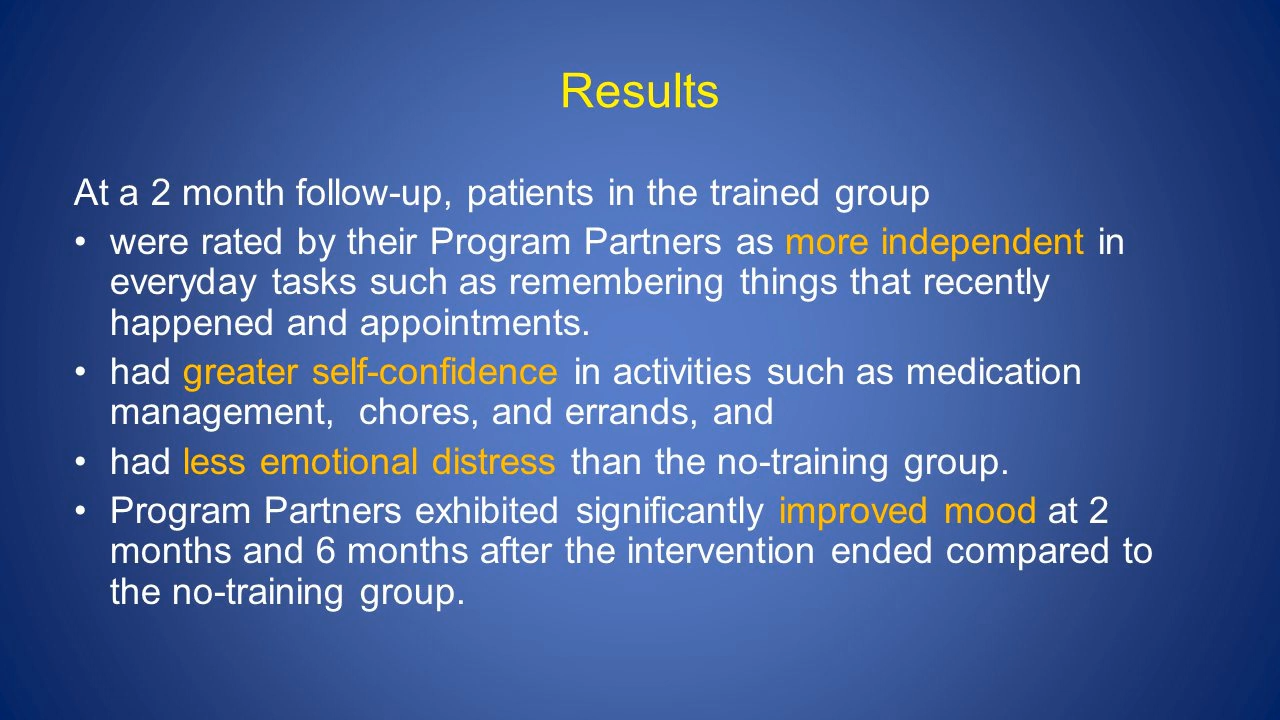 Results
At a 2 month follow-up, patients in the trained group
• were rated by their Program Partners as more independent in
everyday tasks such as remembering things that recently
happened and appointments.
• had greater self-confidence in activities such as medication
management,  chores, and errands, and
• had less emotional distress than the no-training group.
• Program Partners exhibited significantly improved mood at 2
months and 6 months after the intervention ended compared to
the no-training group.